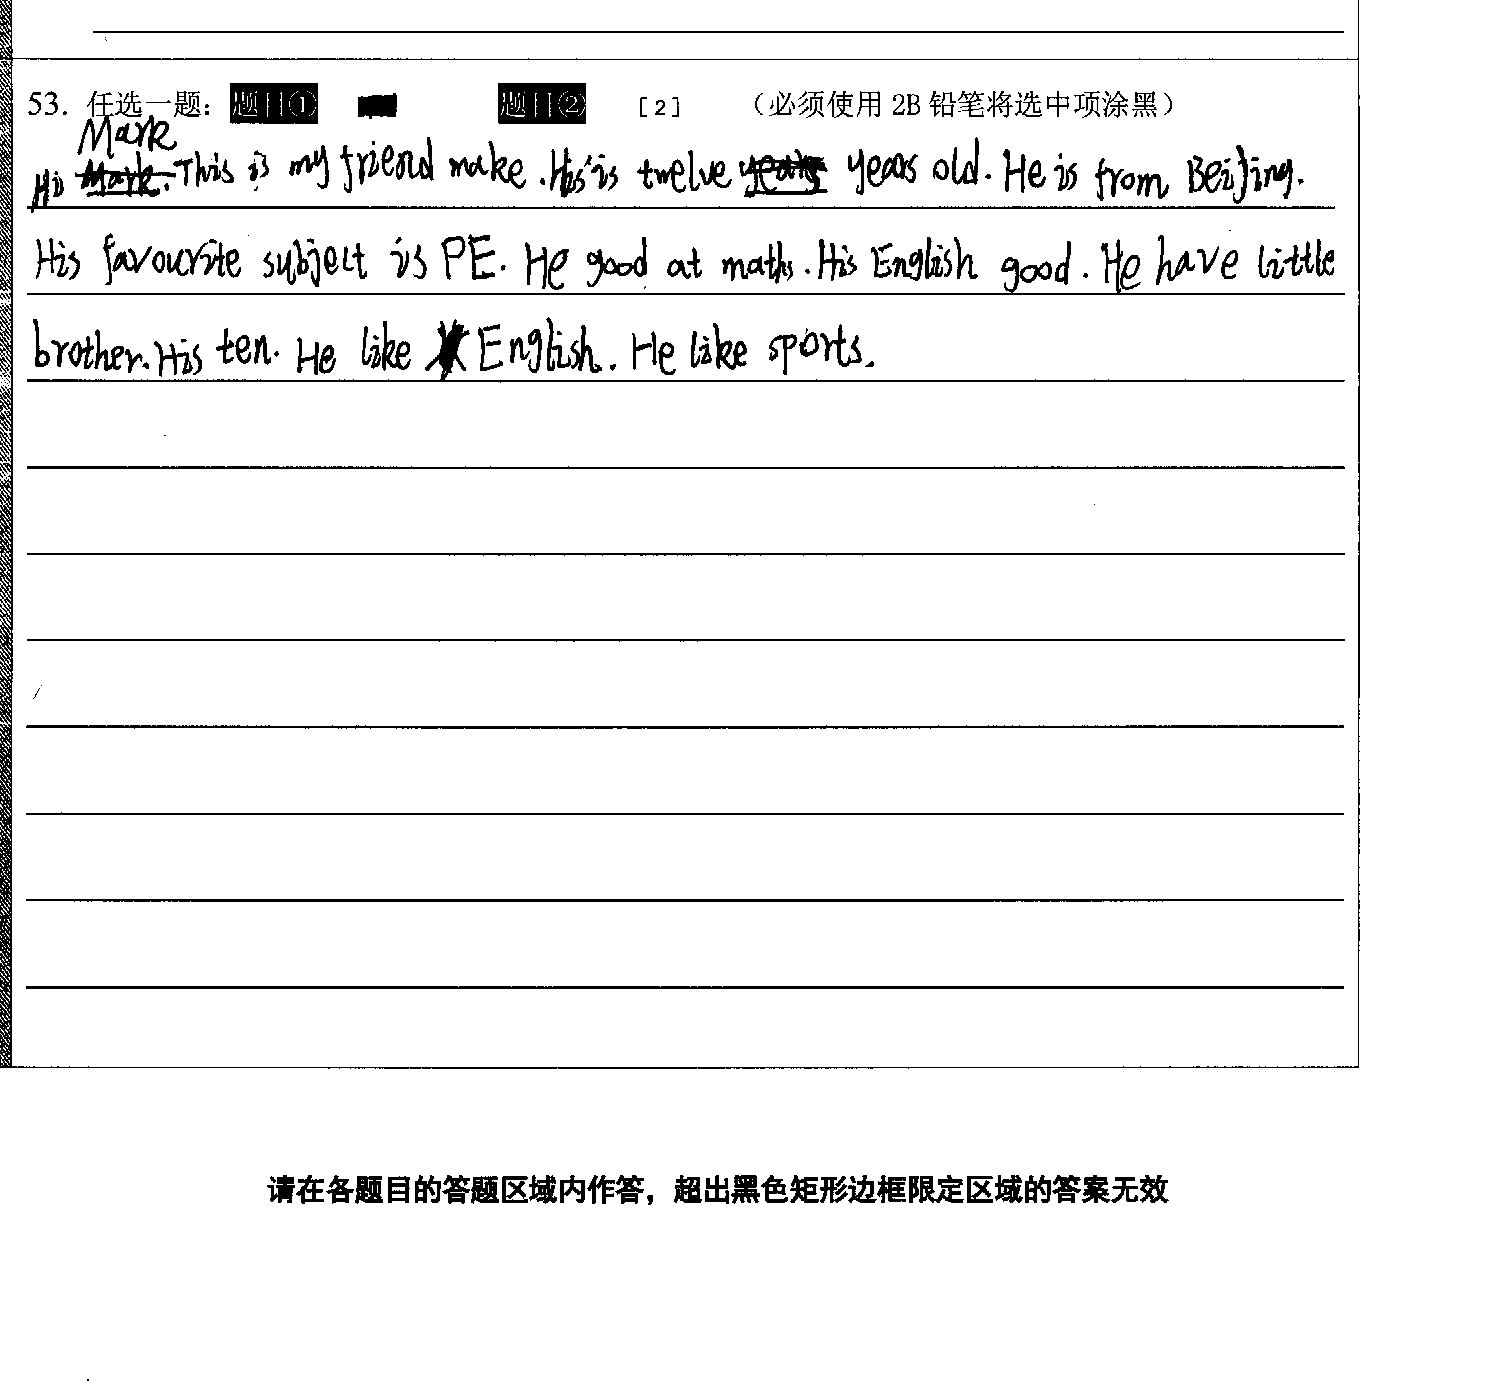 53. 任选一题： 题目① 题目② [2] （必须使用 2B 铅笔将选中项涂黑）
Mark
Hi Mark. This is my friend make. His is twelve years years old. He is from BeiJing.
His favourite subject is PE. He good at maths. His English good. He have little
brother. His ten. He like English. He like sports.
请在各题目的答题区域内作答，超出黑色矩形边框限定区域的答案无效